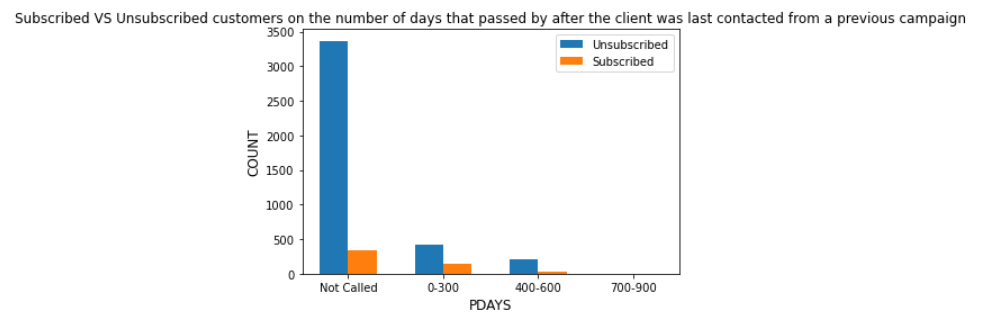 Subscribed VS Unsubscribed customers on the number of days that passed by after the client was last contacted from a previous campaign
3500
3000
2500
2000
1500
1000
500
0
COUNT
Unsubscribed
Subscribed
Not Called
0-300
400-600
700-900
PDAYS